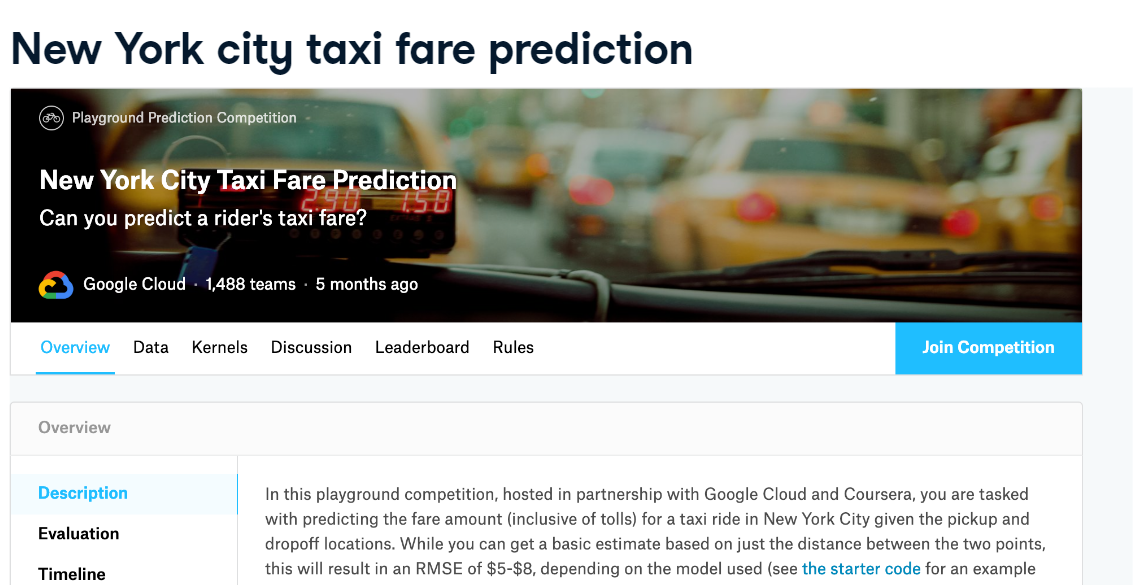 New York city taxi fare prediction
Playground Prediction Competition
New York City Taxi Fare Prediction
2.90 1.58
Can you predict a rider's taxi fare?
Google Cloud · 1,488 teams · 5 months ago
Overview Data Kernels Discussion Leaderboard Rules Join Competition
Overview
Description
Evaluation
Timeline
In this playground competition, hosted in partnership with Google Cloud and Coursera, you are tasked
with predicting the fare amount (inclusive of tolls) for a taxi ride in New York City given the pickup and
dropoff locations. While you can get a basic estimate based on just the distance between the two points,
this will result in an RMSE of $5-$8, depending on the model used (see the starter code for an example